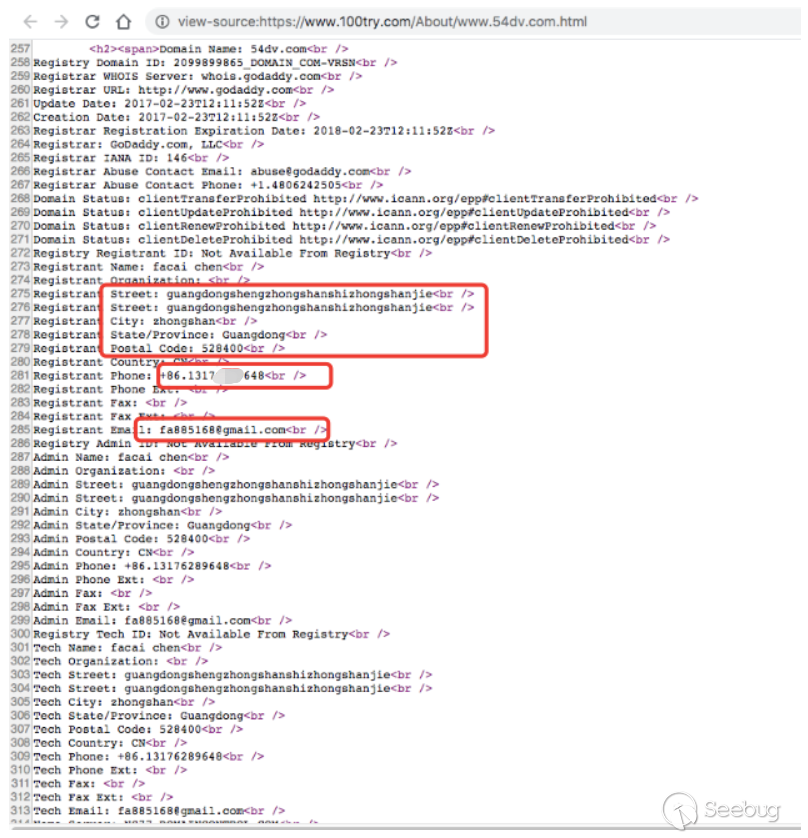 view-source:https://www.100try.com/About/www.54dv.com.html
257 <h2><span>Domain Name: 54dv.com<br />
258 Registry Domain ID: 2099899865_DOMAIN_COM-VRSN<br />
259 Registrar WHOIS Server: whois.godaddy.com<br />
260 Registrar URL: http://www.godaddy.com<br />
261 Update Date: 2017-02-23T12:11:52Z<br />
262 Creation Date: 2017-02-23T12:11:52Z<br />
263 Registrar Registration Expiration Date: 2018-02-23T12:11:52Z<br />
264 Registrar: GoDaddy.com, LLC<br />
265 Registrar IANA ID: 146<br />
266 Registrar Abuse Contact Email: abuse@godaddy.com<br />
267 Registrar Abuse Contact Phone: +1.4806242505<br />
268 Domain Status: clientTransferProhibited http://www.icann.org/epp#clientTransferProhibited<br />
269 Domain Status: clientUpdateProhibited http://www.icann.org/epp#clientUpdateProhibited<br />
270 Domain Status: clientRenewProhibited http://www.icann.org/epp#clientRenewProhibited<br />
271 Domain Status: clientDeleteProhibited http://www.icann.org/epp#clientDeleteProhibited<br />
272 Registry Registrant ID: Not Available From Registry<br />
273 Registrant Name: facai chen<br />
274 Registrant Organization: <br />
275 Registrant Street: guangdongshengzhongshanshizhongshanjie<br />
276 Registrant Street: guangdongshengzhongshanshizhongshanjie<br />
277 Registrant City: zhongshan<br />
278 Registrant State/Province: Guangdong<br />
279 Registrant Postal Code: 528400<br />
280 Registrant Country: CN<br />
281 Registrant Phone: +86.1317 648<br />
282 Registrant Phone Ext: <br />
283 Registrant Fax: <br />
284 Registrant Fax Ext: <br />
285 Registrant Email: fa885168@gmail.com<br />
286 Registry Admin ID: Not Available From Registry<br />
287 Admin Name: facai chen<br />
288 Admin Organization: <br />
289 Admin Street: guangdongshengzhongshanshizhongshanjie<br />
290 Admin Street: guangdongshengzhongshanshizhongshanjie<br />
291 Admin City: zhongshan<br />
292 Admin State/Province: Guangdong<br />
293 Admin Postal Code: 528400<br />
294 Admin Country: CN<br />
295 Admin Phone: +86.13176289648<br />
296 Admin Phone Ext: <br />
297 Admin Fax: <br />
298 Admin Fax Ext: <br />
299 Admin Email: fa885168@gmail.com<br />
300 Registry Tech ID: Not Available From Registry<br />
301 Tech Name: facai chen<br />
302 Tech Organization: <br />
303 Tech Street: guangdongshengzhongshanshizhongshanjie<br />
304 Tech Street: guangdongshengzhongshanshizhongshanjie<br />
305 Tech City: zhongshan<br />
306 Tech State/Province: Guangdong<br />
307 Tech Postal Code: 528400<br />
308 Tech Country: CN<br />
309 Tech Phone: +86.13176289648<br />
310 Tech Phone Ext: <br />
311 Tech Fax: <br />
312 Tech Fax Ext: <br />
313 Tech Email: fa885168@gmail.com<br />
Seebug